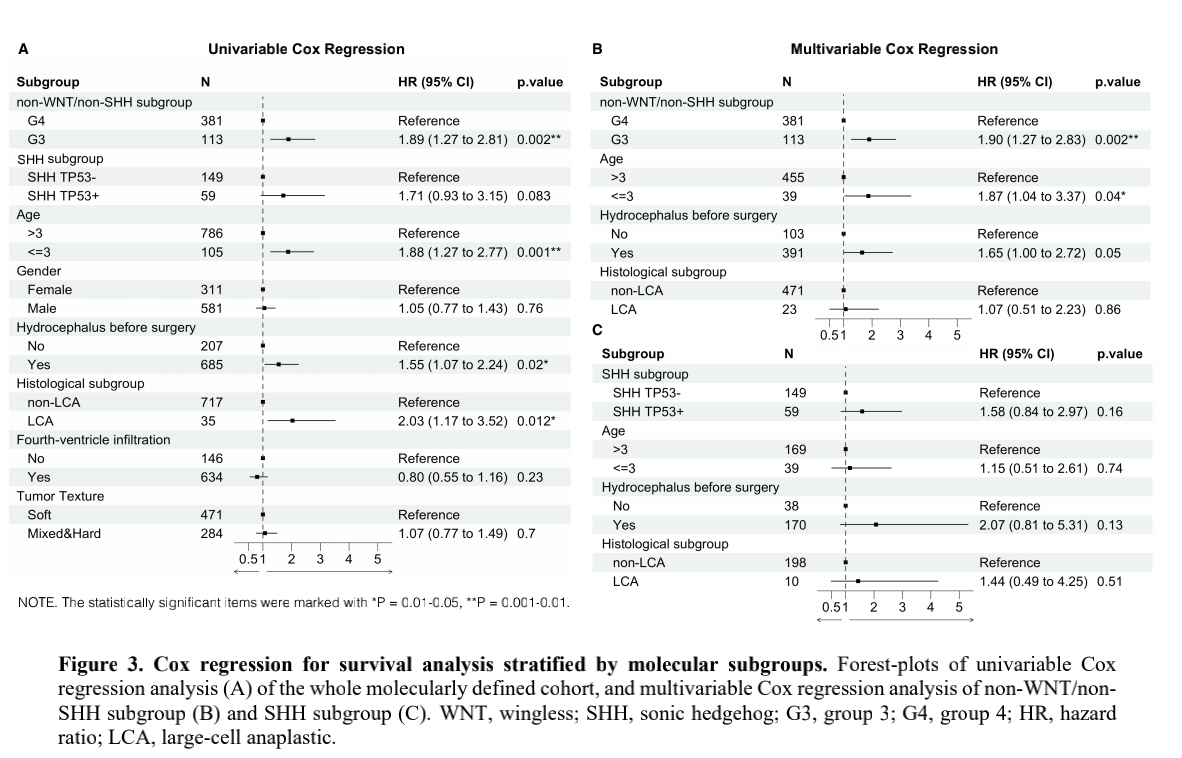 A Univariable Cox Regression
Subgroup N HR (95% CI) p.value
non-WNT/non-SHH subgroup
G4 381 Reference
G3 113 1.89 (1.27 to 2.81) 0.002**
SHH subgroup
SHH TP53- 149 Reference
SHH TP53+ 59 1.71 (0.93 to 3.15) 0.083
Age
>3 786 Reference
<=3 105 1.88 (1.27 to 2.77) 0.001**
Gender
Female 311 Reference
Male 581 1.05 (0.77 to 1.43) 0.76
Hydrocephalus before surgery
No 207 Reference
Yes 685 1.55 (1.07 to 2.24) 0.02*
Histological subgroup
non-LCA 717 Reference
LCA 35 2.03 (1.17 to 3.52) 0.012*
Fourth-ventricle infiltration
No 146 Reference
Yes 634 0.80 (0.55 to 1.16) 0.23
Tumor Texture
Soft 471 Reference
Mixed&Hard 284 1.07 (0.77 to 1.49) 0.7
0.5 1 2 3 4 5
B Multivariable Cox Regression
Subgroup N HR (95% CI) p.value
non-WNT/non-SHH subgroup
G4 381 Reference
G3 113 1.90 (1.27 to 2.83) 0.002**
Age
>3 455 Reference
<=3 39 1.87 (1.04 to 3.37) 0.04*
Hydrocephalus before surgery
No 103 Reference
Yes 391 1.65 (1.00 to 2.72) 0.05
Histological subgroup
non-LCA 471 Reference
LCA 23 1.07 (0.51 to 2.23) 0.86
0.5 1 2 3 4 5
C
Subgroup N HR (95% CI) p.value
SHH subgroup
SHH TP53- 149 Reference
SHH TP53+ 59 1.58 (0.84 to 2.97) 0.16
Age
>3 169 Reference
<=3 39 1.15 (0.51 to 2.61) 0.74
Hydrocephalus before surgery
No 38 Reference
Yes 170 2.07 (0.81 to 5.31) 0.13
Histological subgroup
non-LCA 198 Reference
LCA 10 1.44 (0.49 to 4.25) 0.51
0.5 1 2 3 4 5
NOTE. The statistically significant items were marked with *P = 0.01-0.05, **P = 0.001-0.01.
Figure 3. Cox regression for survival analysis stratified by molecular subgroups. Forest-plots of univariable Cox
regression analysis (A) of the whole molecularly defined cohort, and multivariable Cox regression analysis of non-WNT/non-
SHH subgroup (B) and SHH subgroup (C). WNT, wingless; SHH, sonic hedgehog; G3, group 3; G4, group 4; HR, hazard
ratio; LCA, large-cell anaplastic.